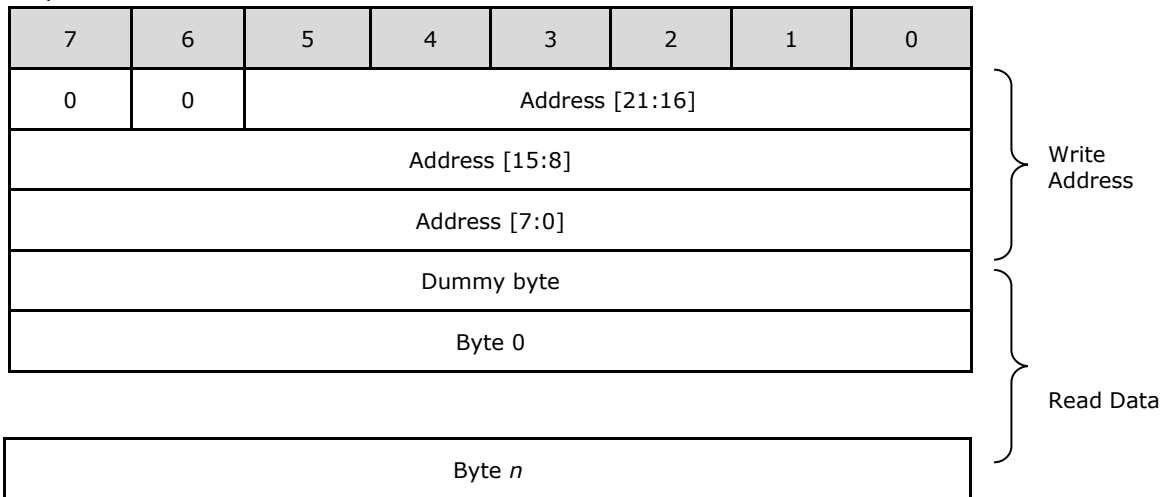 7 6 5 4 3 2 1 0
0 0 Address [21:16]
Address [15:8]
Write
Address
Address [7:0]
Dummy byte
Byte 0
Read Data
Byte n